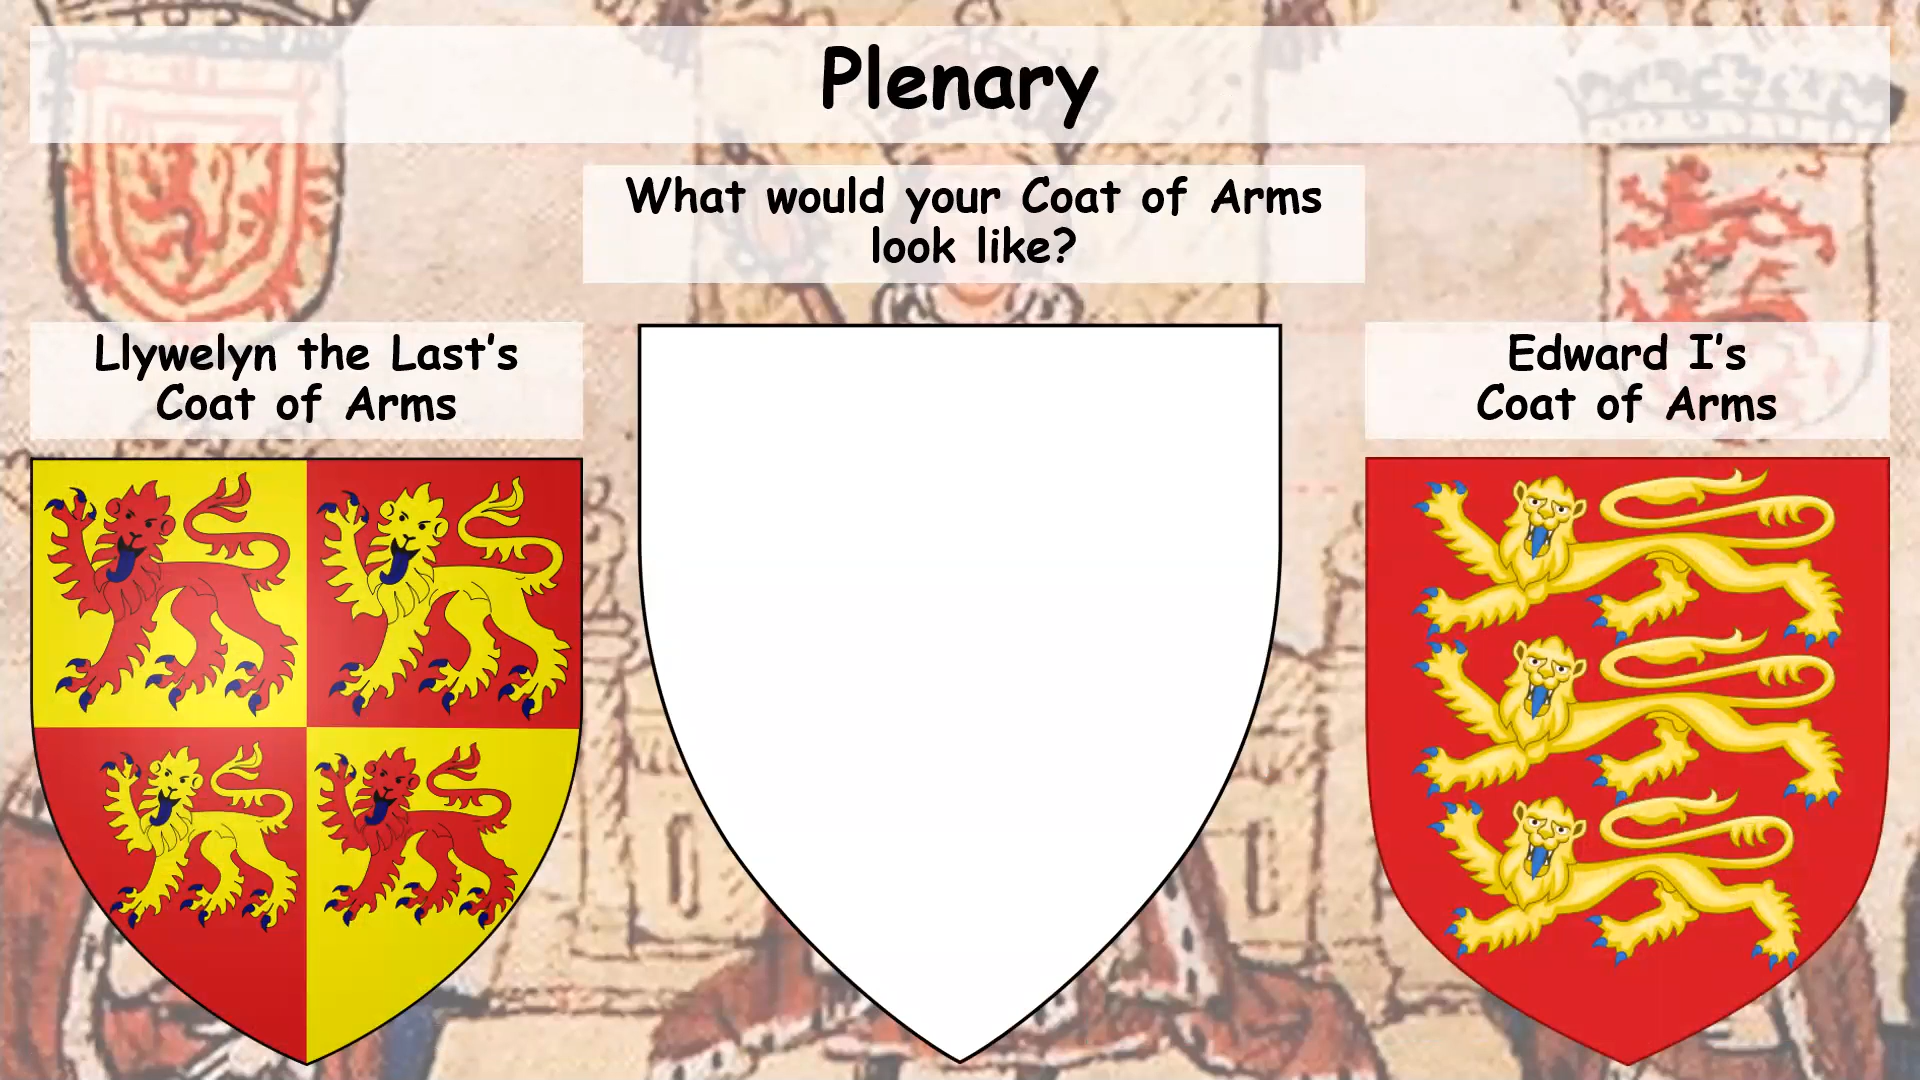 Plenary
What would your Coat of Arms
look like?
Llywelyn the Last's
Coat of Arms
Edward I's
Coat of Arms